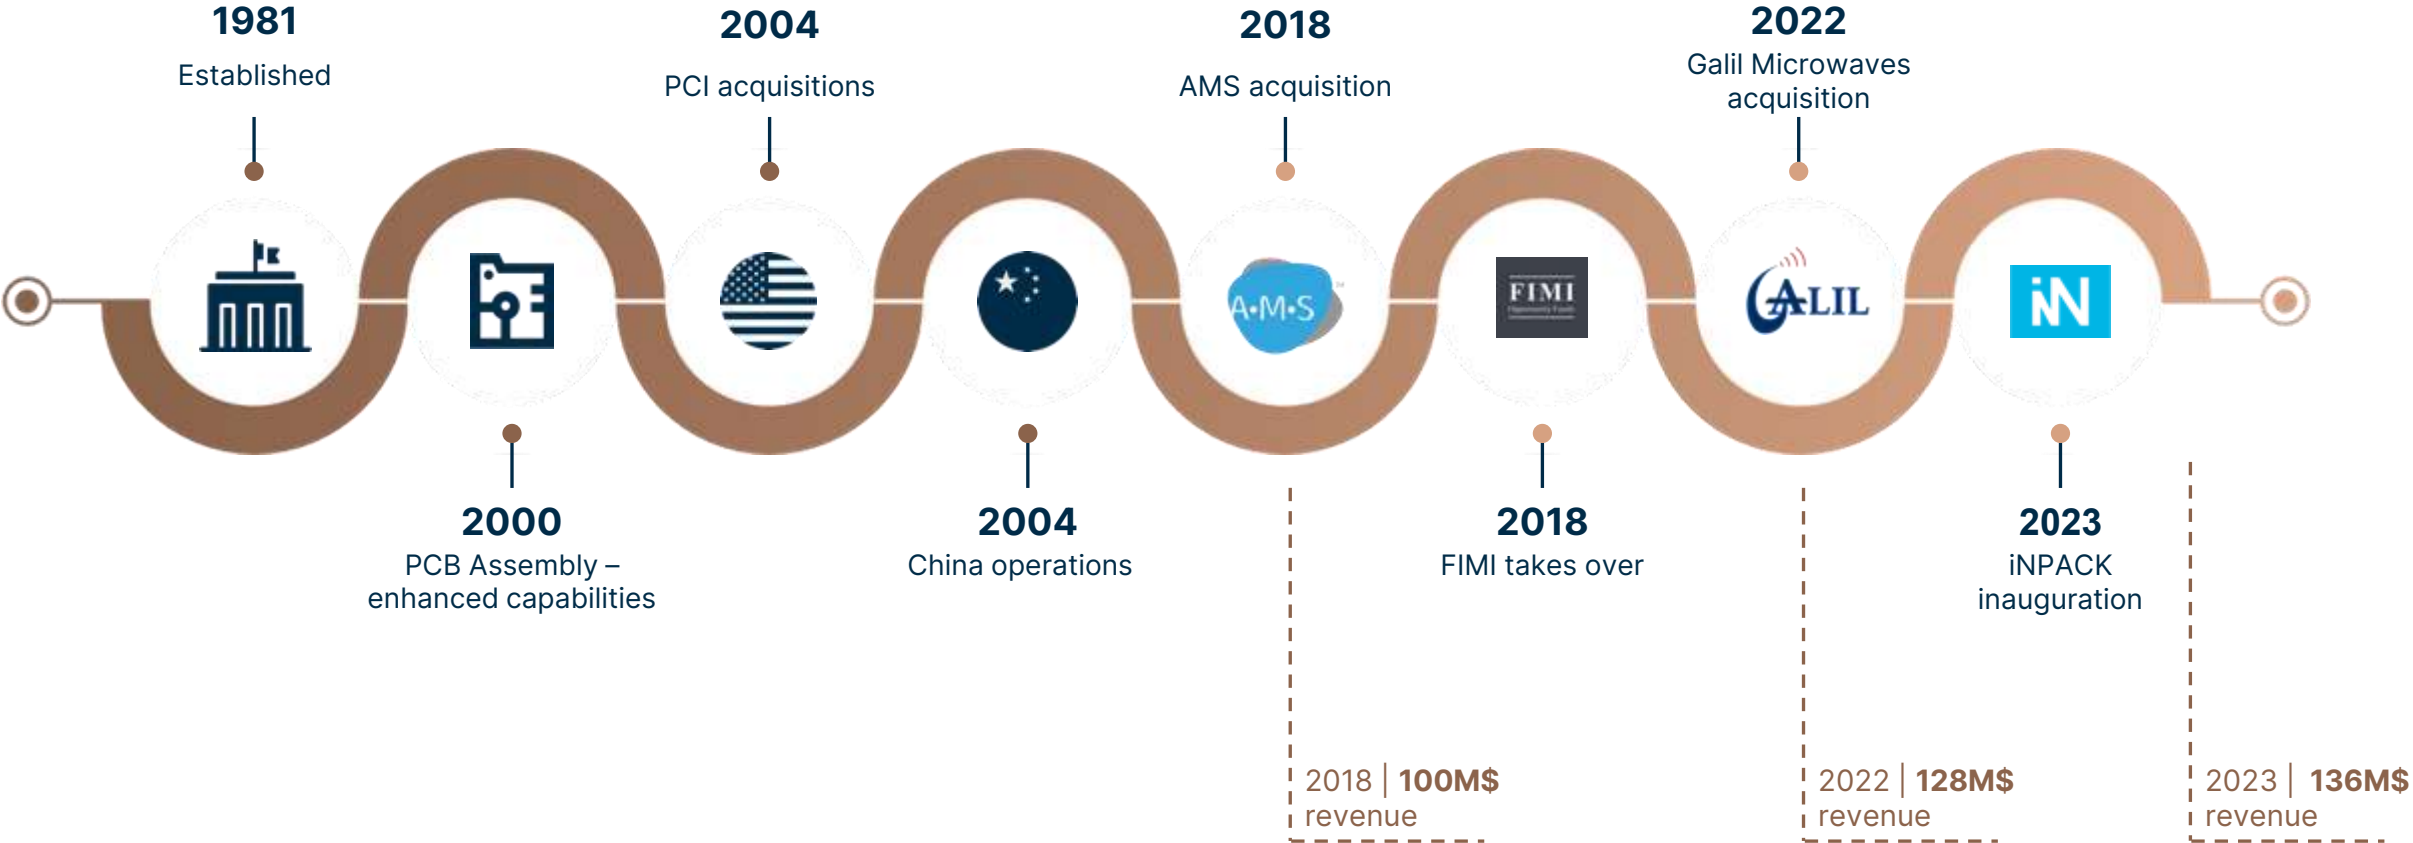 1981
Established
2004
PCI acquisitions
2018
AMS acquisition
2022
Galil Microwaves
acquisition
A•M•S
FIMI
GALIL
iN
2000
PCB Assembly –
enhanced capabilities
2004
China operations
2018
FIMI takes over
2023
iNPACK
inauguration
2018 | 100M$
revenue
2022 | 128M$
revenue
2023 | 136M$
revenue